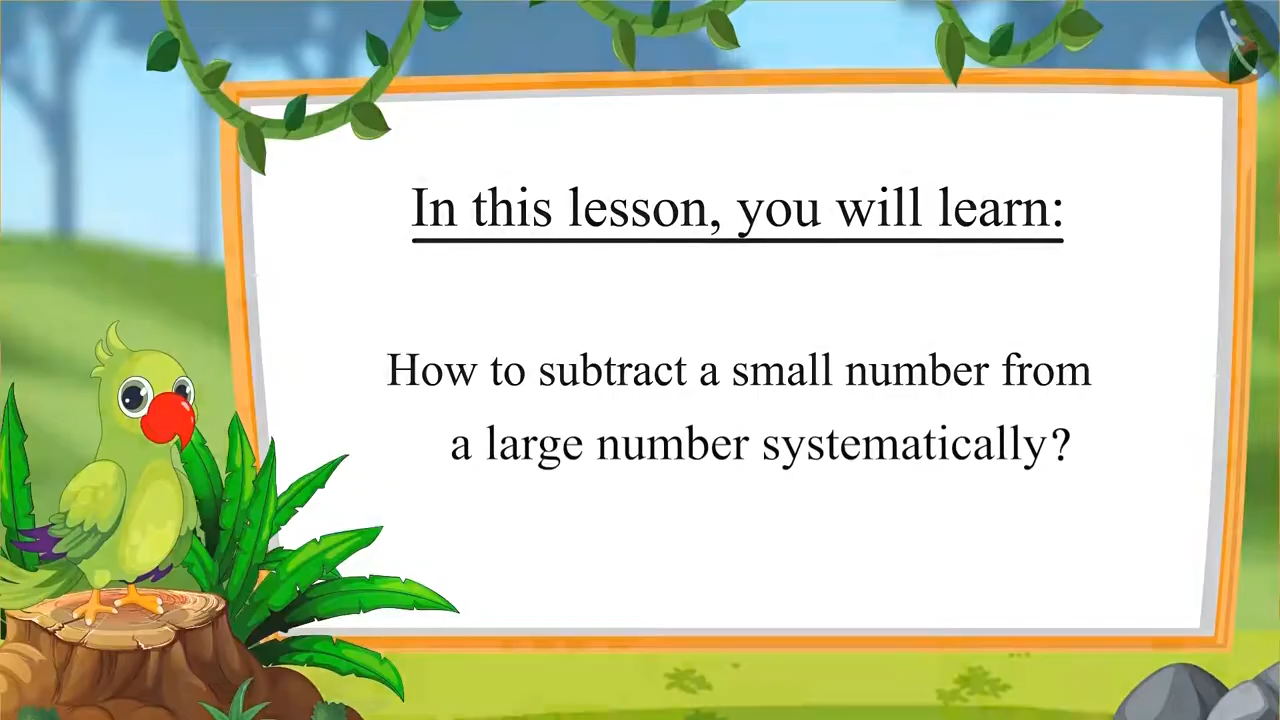 In this lesson, you will learn:
How to subtract a small number from
a large number systematically?